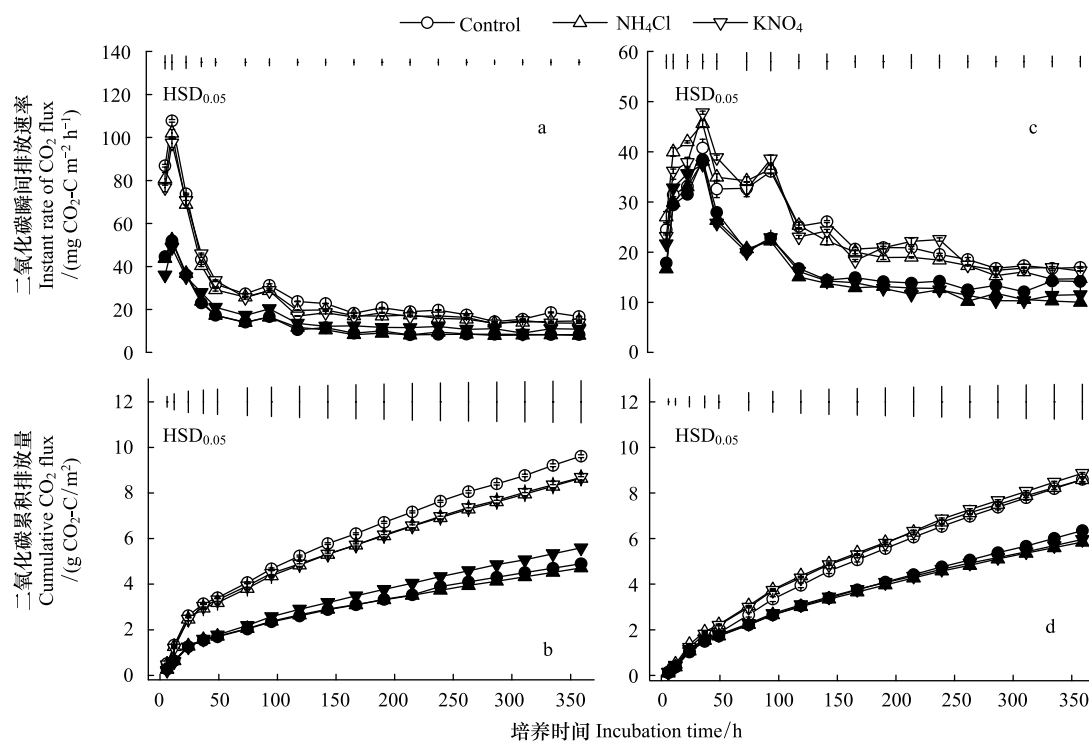 Control NH₄Cl KNO₄
140
120
100
80
60
40
20
0
HSD₀.₀₅
a
二氧化碳瞬间排放速率
Instant rate of CO₂ flux
/(mg CO₂-C m⁻² h⁻¹)
60
50
40
30
20
10
0
HSD₀.₀₅
c
12
10
8
6
4
2
0
HSD₀.₀₅
b
二氧化碳累积排放量
Cumulative CO₂ flux
/(g CO₂-C/m²)
12
10
8
6
4
2
0
HSD₀.₀₅
d
0 50 100 150 200 250 300 350
0 50 100 150 200 250 300 350
培养时间 Incubation time/h